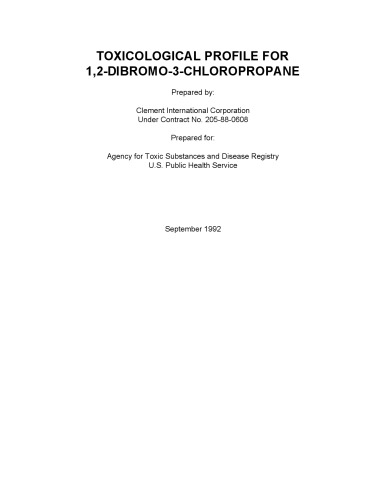 TOXICOLOGICAL PROFILE FOR
1,2-DIBROMO-3-CHLOROPROPANE
Prepared by:
Clement International Corporation
Under Contract No. 205-88-0608
Prepared for:
Agency for Toxic Substances and Disease Registry
U.S. Public Health Service
September 1992